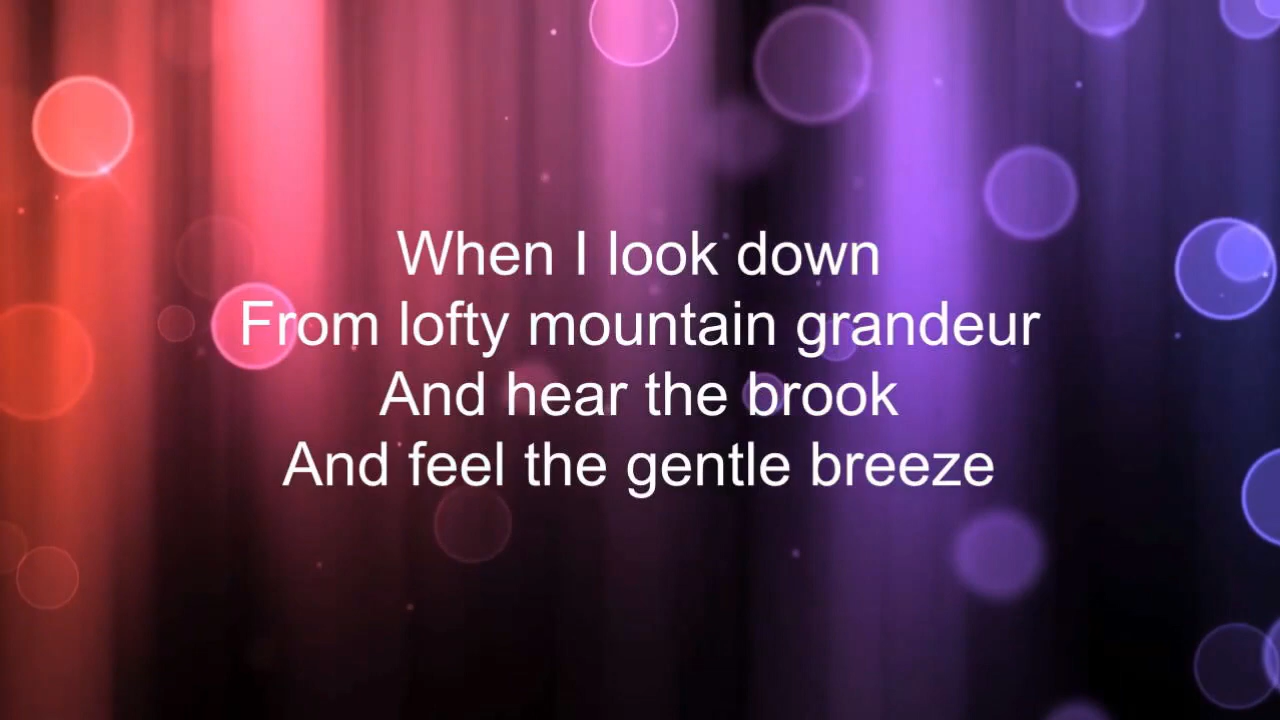 When I look down
From lofty mountain grandeur
And hear the brook
And feel the gentle breeze